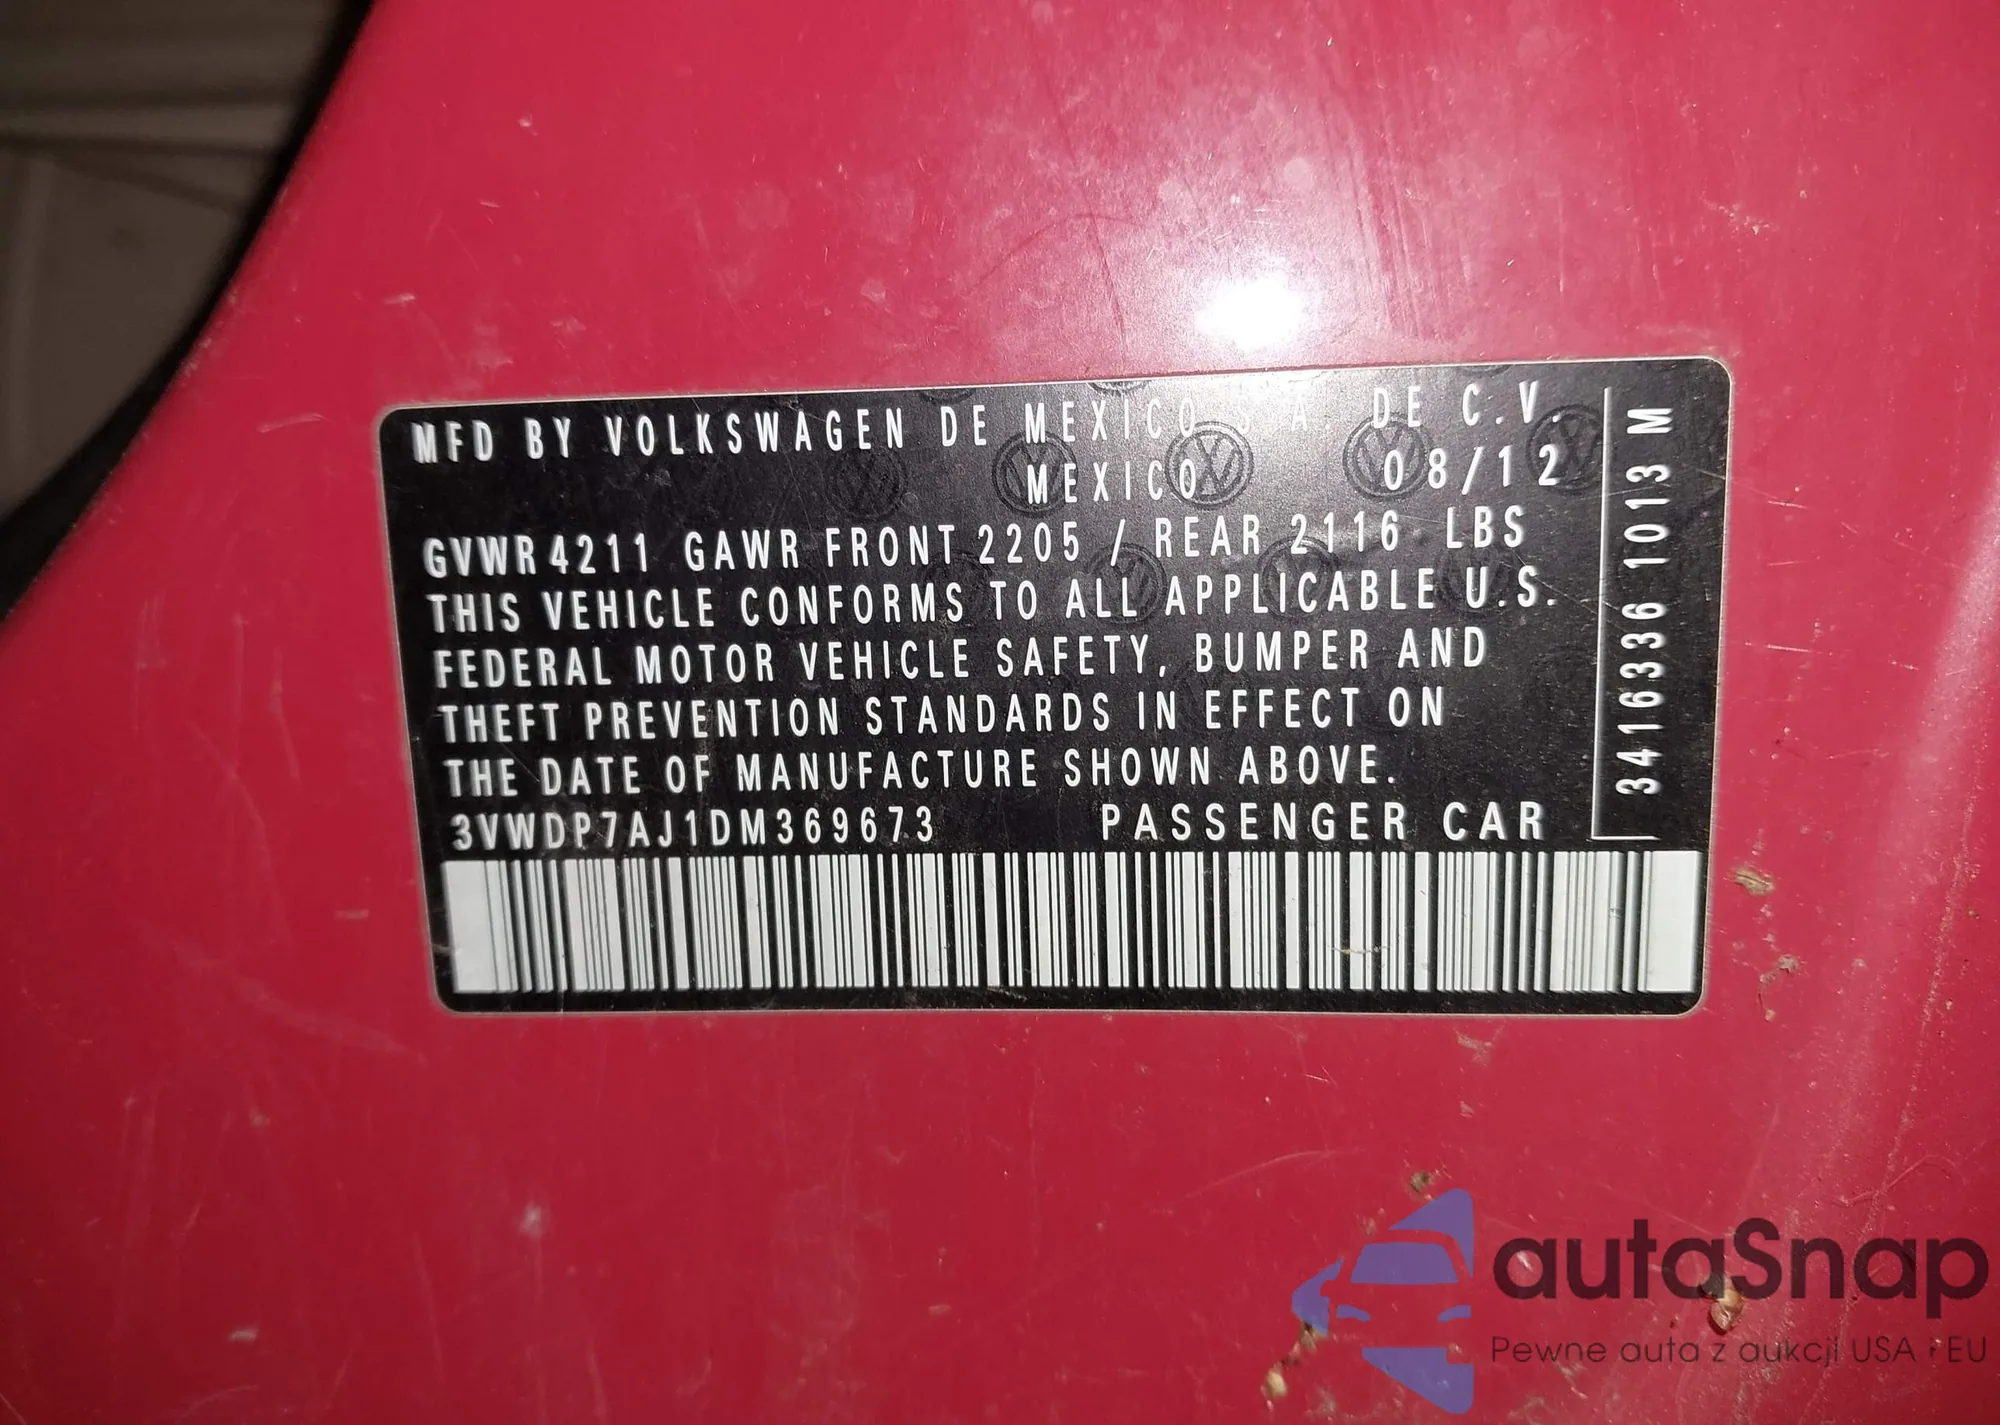 MFD BY VOLKSWAGEN DE MEXICO S.A. DE C.V.
MEXICO 08/12
GVWR 4211 GAWR FRONT 2205 / REAR 2116 LBS
THIS VEHICLE CONFORMS TO ALL APPLICABLE U.S.
FEDERAL MOTOR VEHICLE SAFETY, BUMPER AND
THEFT PREVENTION STANDARDS IN EFFECT ON
THE DATE OF MANUFACTURE SHOWN ABOVE.
3VWDP7AJ1DM369673 PASSENGER CAR
3416336 1013 M
autaSnap
Pewne auta z aukcji USA i EU